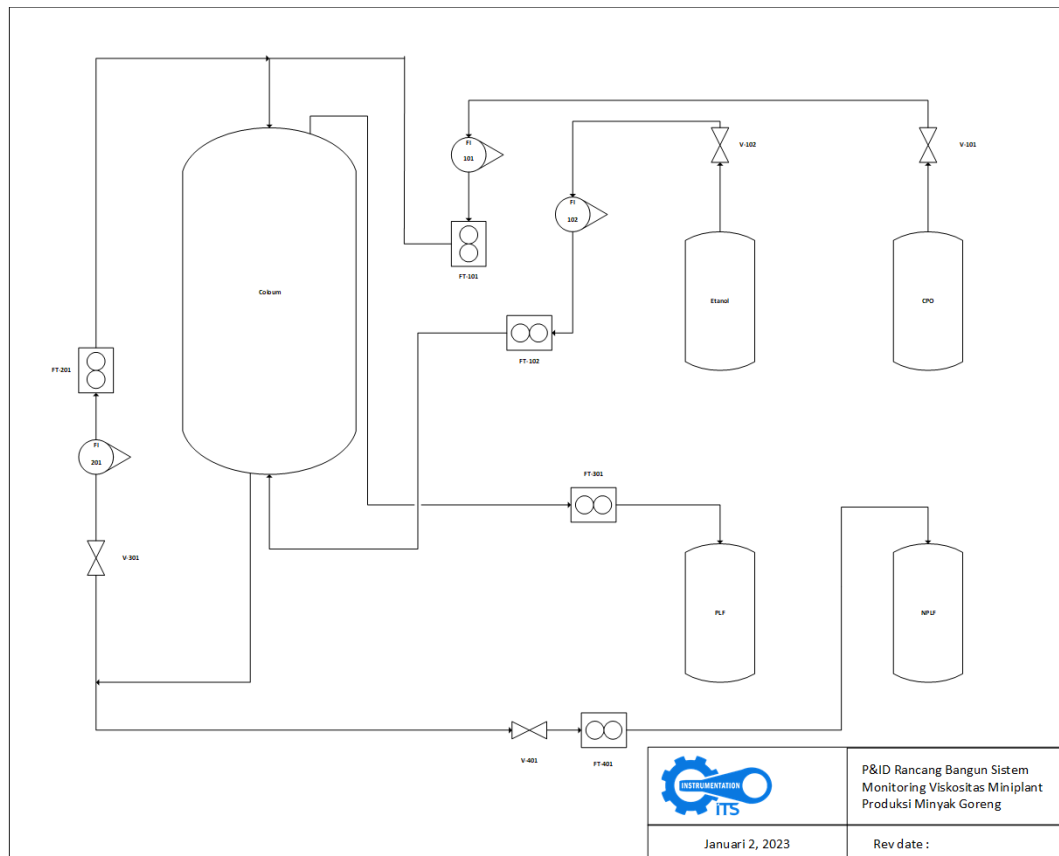 FI
101
V-102
V-101
FI
102
FT-101
Coloum
Etanol
CPO
FT-102
FT-201
FI
201
FT-301
V-301
PLF
NPLF
V-401
FT-401
INSTRUMENTATION
iTS
P&ID Rancang Bangun Sistem
Monitoring Viskositas Miniplant
Produksi Minyak Goreng
Januari 2, 2023
Rev date :